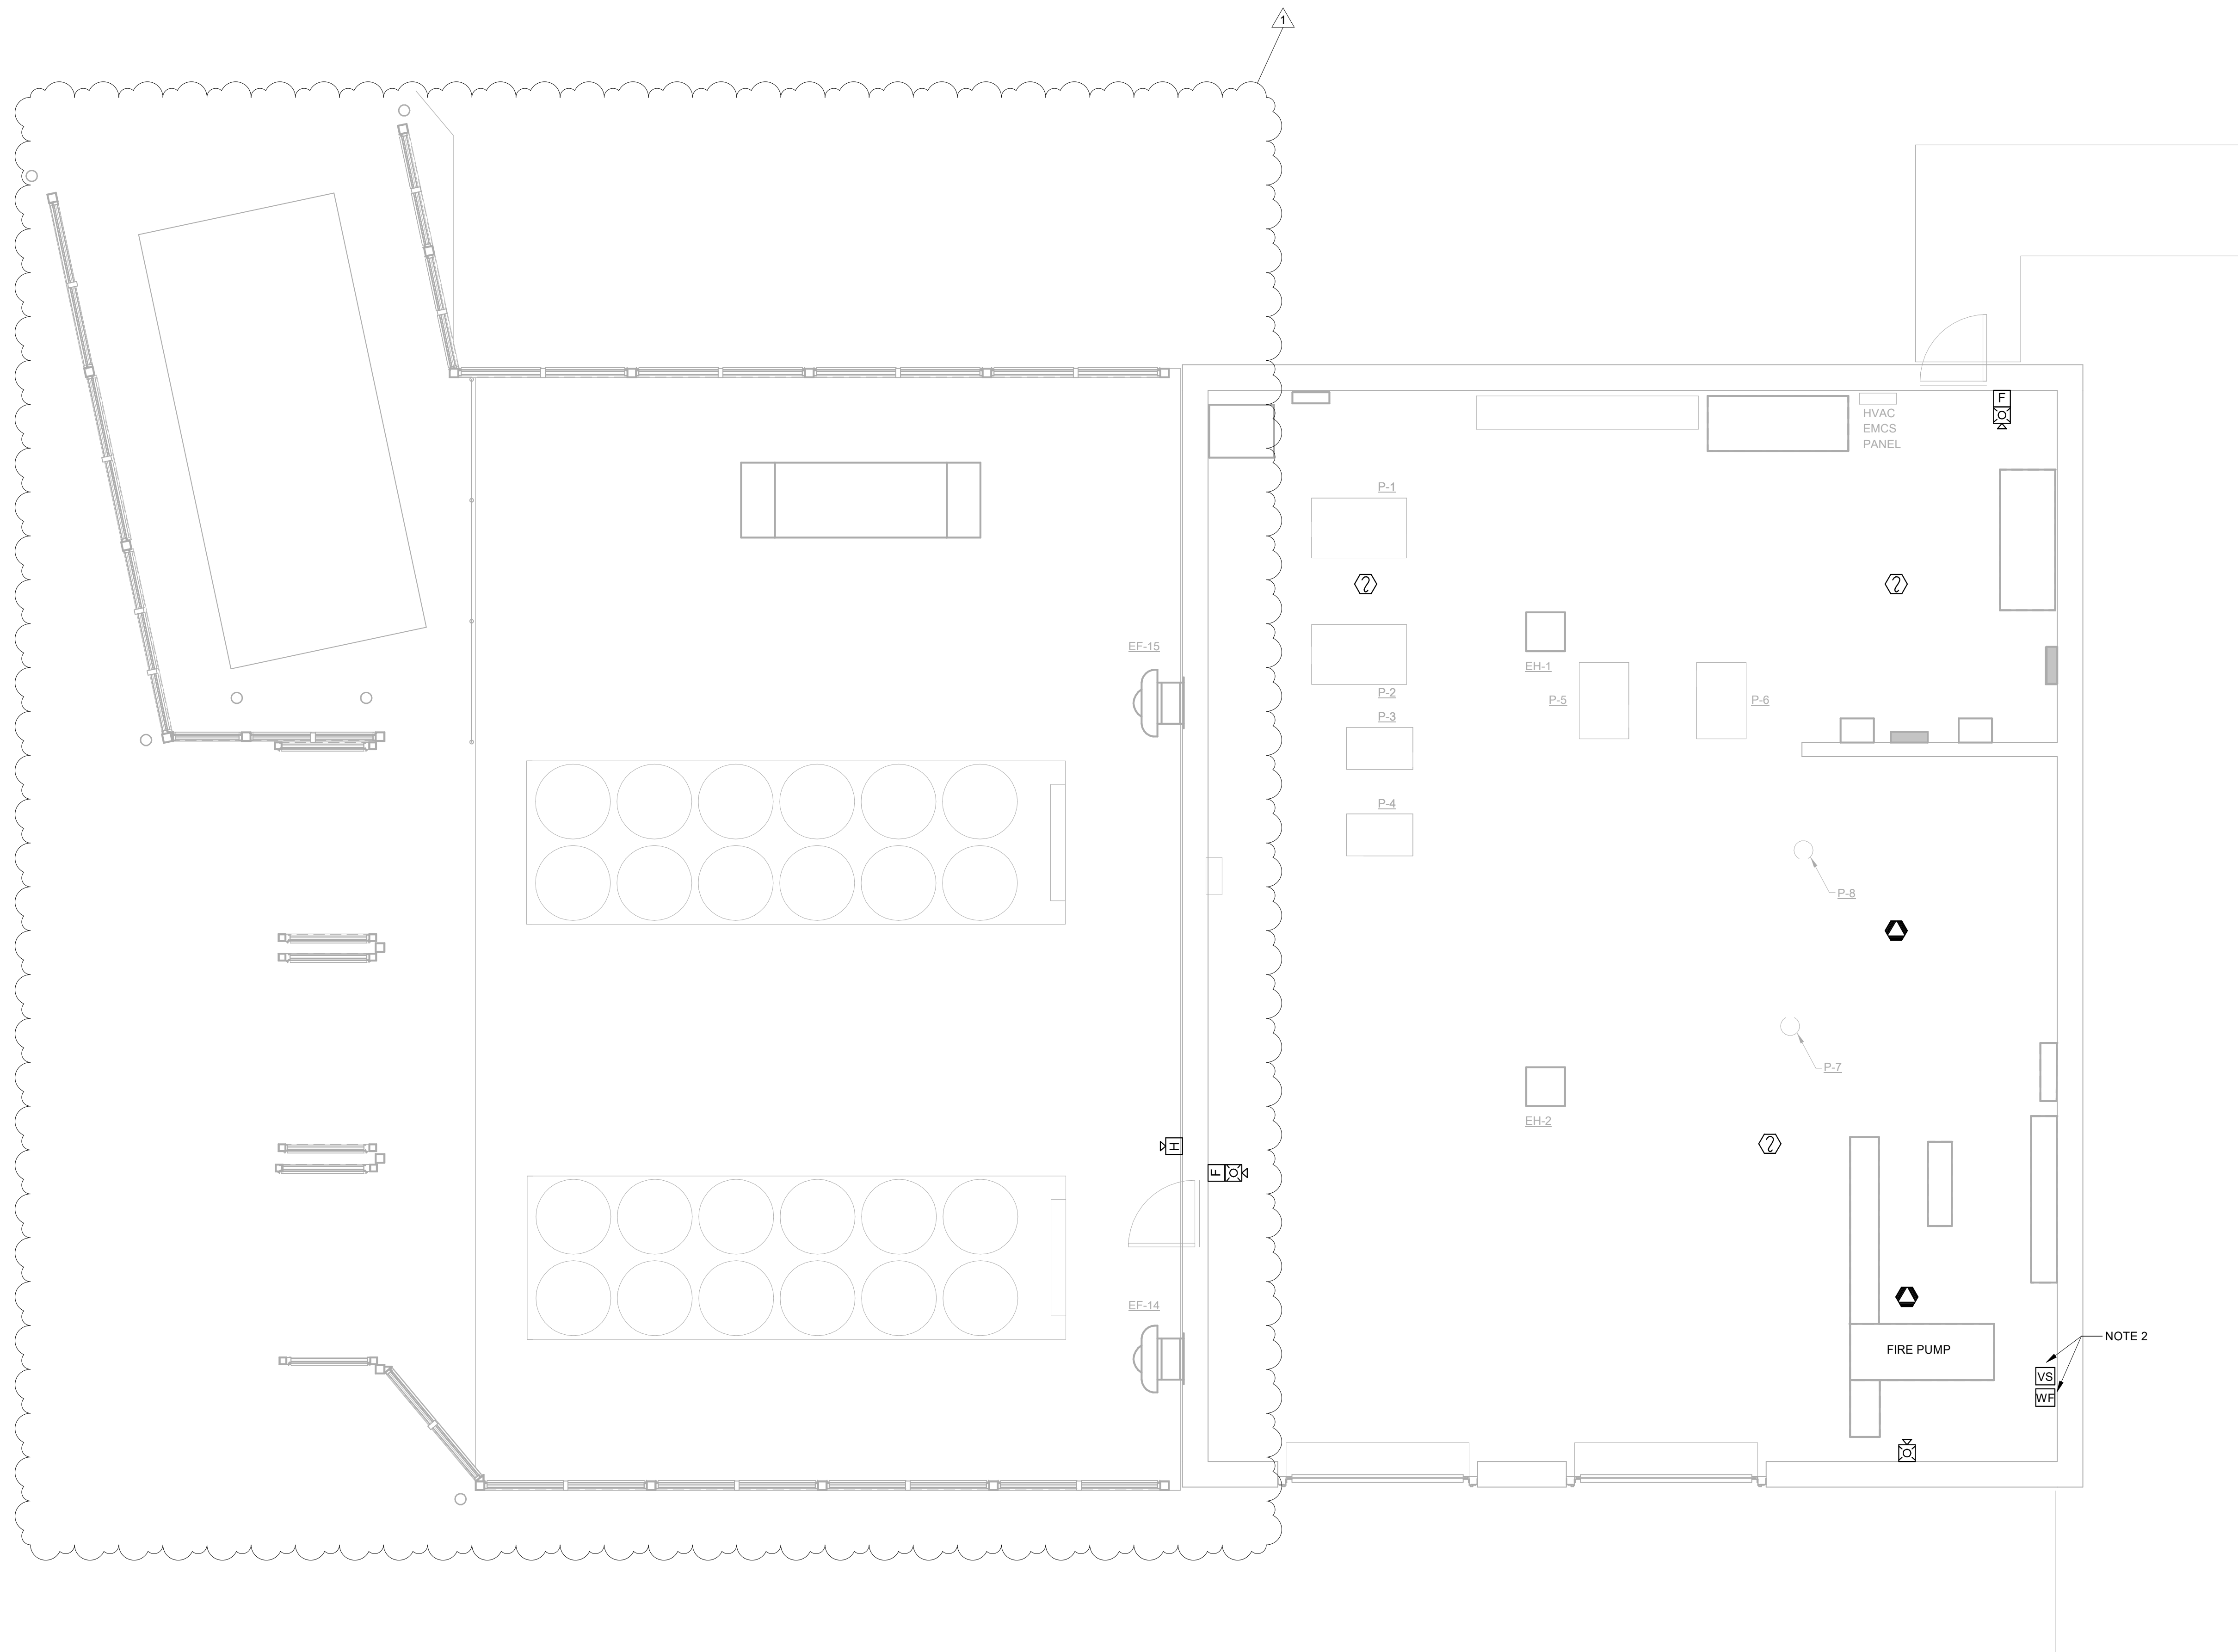 1
F
HVAC
EMCS
PANEL
P-1
EF-15
EH-1
P-2
P-5
P-6
P-3
P-4
P-8
P-7
EH-2
H
F
EF-14
NOTE 2
FIRE PUMP
VS
WF